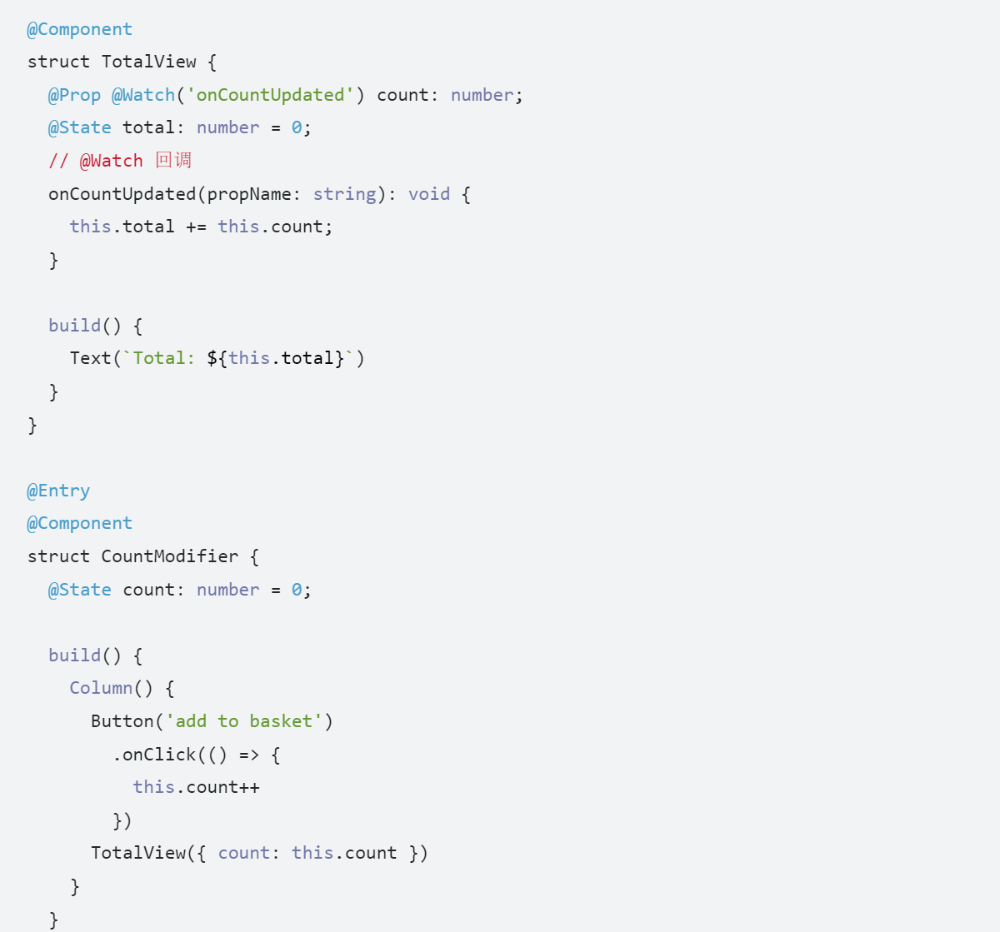 @Component
struct TotalView {
  @Prop @Watch('onCountUpdated') count: number;
  @State total: number = 0;
  // @Watch 回调
  onCountUpdated(propName: string): void {
    this.total += this.count;
  }

  build() {
    Text(`Total: ${this.total}`)
  }
}

@Entry
@Component
struct CountModifier {
  @State count: number = 0;

  build() {
    Column() {
      Button('add to basket')
        .onClick(() => {
          this.count++
        })
      TotalView({ count: this.count })
    }
  }